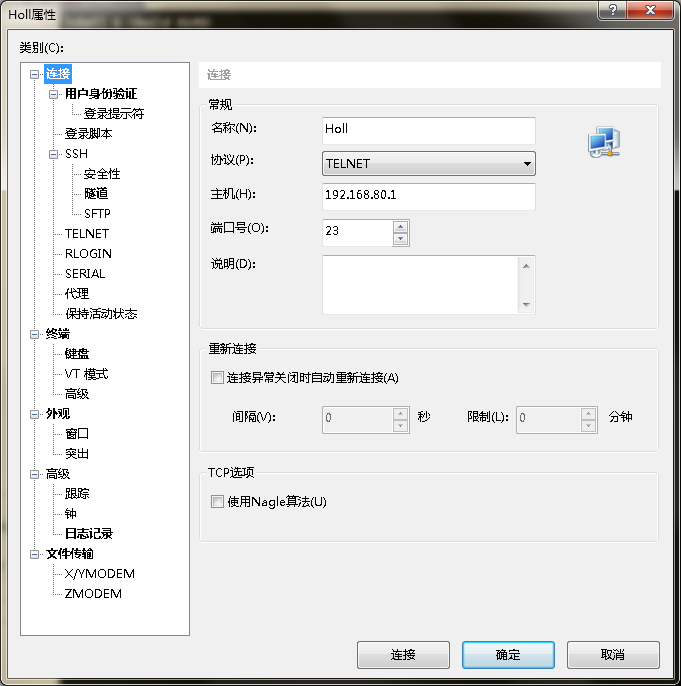 Holl属性
类别(C):
连接
用户身份验证
登录提示符
登录脚本
SSH
安全性
隧道
SFTP
TELNET
RLOGIN
SERIAL
代理
保持活动状态
终端
键盘
VT 模式
高级
外观
窗口
突出
高级
跟踪
钟
日志记录
文件传输
X/YMODEM
ZMODEM
连接
常规
名称(N): Holl
协议(P): TELNET
主机(H): 192.168.80.1
端口号(O): 23
说明(D):
重新连接
连接异常关闭时自动重新连接(A)
间隔(V): 0 秒 限制(L): 0 分钟
TCP选项
使用Nagle算法(U)
连接 确定 取消